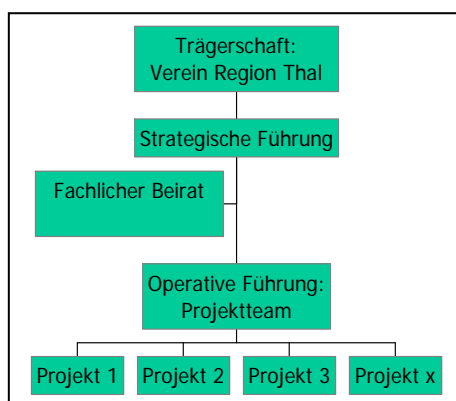 Trägerschaft:
Verein Region Thal
Strategische Führung
Fachlicher Beirat
Operative Führung:
Projektteam
Projekt 1
Projekt 2
Projekt 3
Projekt x